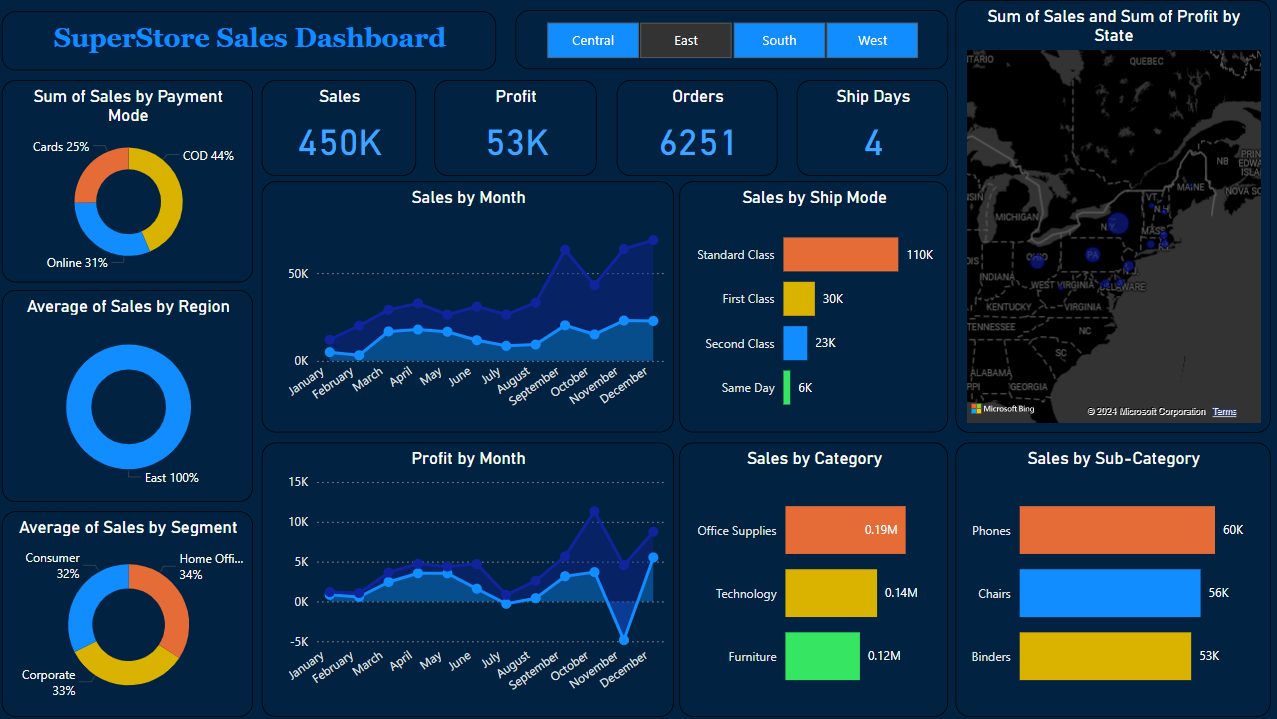 SuperStore Sales Dashboard
Central
East
South
West
Sum of Sales and Sum of Profit by
State
Sum of Sales by Payment
Mode
Cards 25%
COD 44%
Online 31%
Sales
450K
Profit
53K
Orders
6251
Ship Days
4
Average of Sales by Region
East 100%
Average of Sales by Segment
Consumer
32%
Home Offi...
34%
Corporate
33%
Sales by Month
50K
0K
January
February
March
April
May
June
July
August
September
October
November
December
Sales by Ship Mode
Standard Class
110K
First Class
30K
Second Class
23K
Same Day
6K
QUEBEC
NB
MAINE
NOVA SC
VT.
MICHIGAN
N.Y.
MASS
OHIO
PA
N.J.
INDIANA
WEST VIRGINIA
DELAWARE
KENTUCKY
VIRGINIA
TENNESSEE
NC
SC
ALABAMA
GEORGIA
Microsoft Bing
© 2024 Microsoft Corporation Terms
Profit by Month
15K
10K
5K
0K
-5K
January
February
March
April
May
June
July
August
September
October
November
December
Sales by Category
Office Supplies
0.19M
Technology
0.14M
Furniture
0.12M
Sales by Sub-Category
Phones
60K
Chairs
56K
Binders
53K